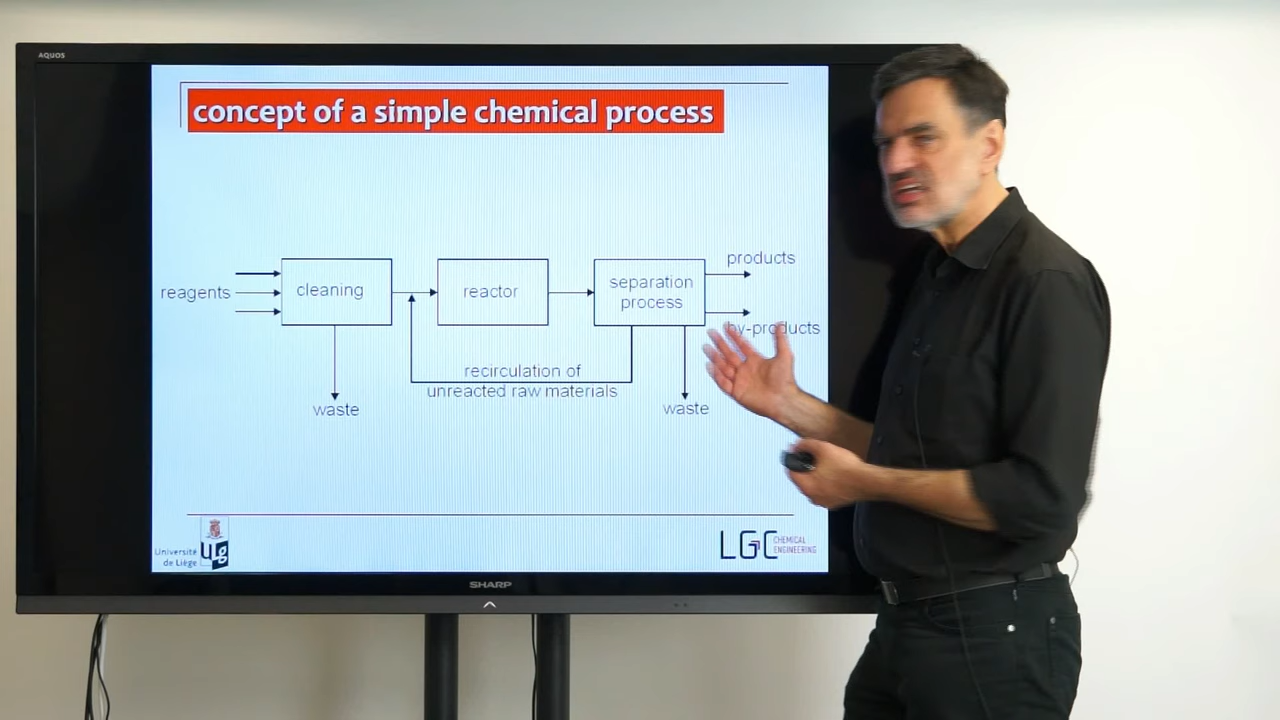 AQUOS
concept of a simple chemical process
reagents
cleaning
reactor
separation
process
products
by-products
recirculation of
unreacted raw materials
waste
waste
Université
de Liège
ULg
LGC
CHEMICAL
ENGINEERING
SHARP